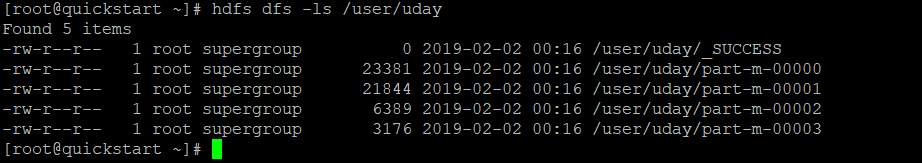 [root@quickstart ~]# hdfs dfs -ls /user/uday
Found 5 items
-rw-r--r--   1 root supergroup          0 2019-02-02 00:16 /user/uday/_SUCCESS
-rw-r--r--   1 root supergroup      23381 2019-02-02 00:16 /user/uday/part-m-00000
-rw-r--r--   1 root supergroup      21844 2019-02-02 00:16 /user/uday/part-m-00001
-rw-r--r--   1 root supergroup       6389 2019-02-02 00:16 /user/uday/part-m-00002
-rw-r--r--   1 root supergroup       3176 2019-02-02 00:16 /user/uday/part-m-00003
[root@quickstart ~]#